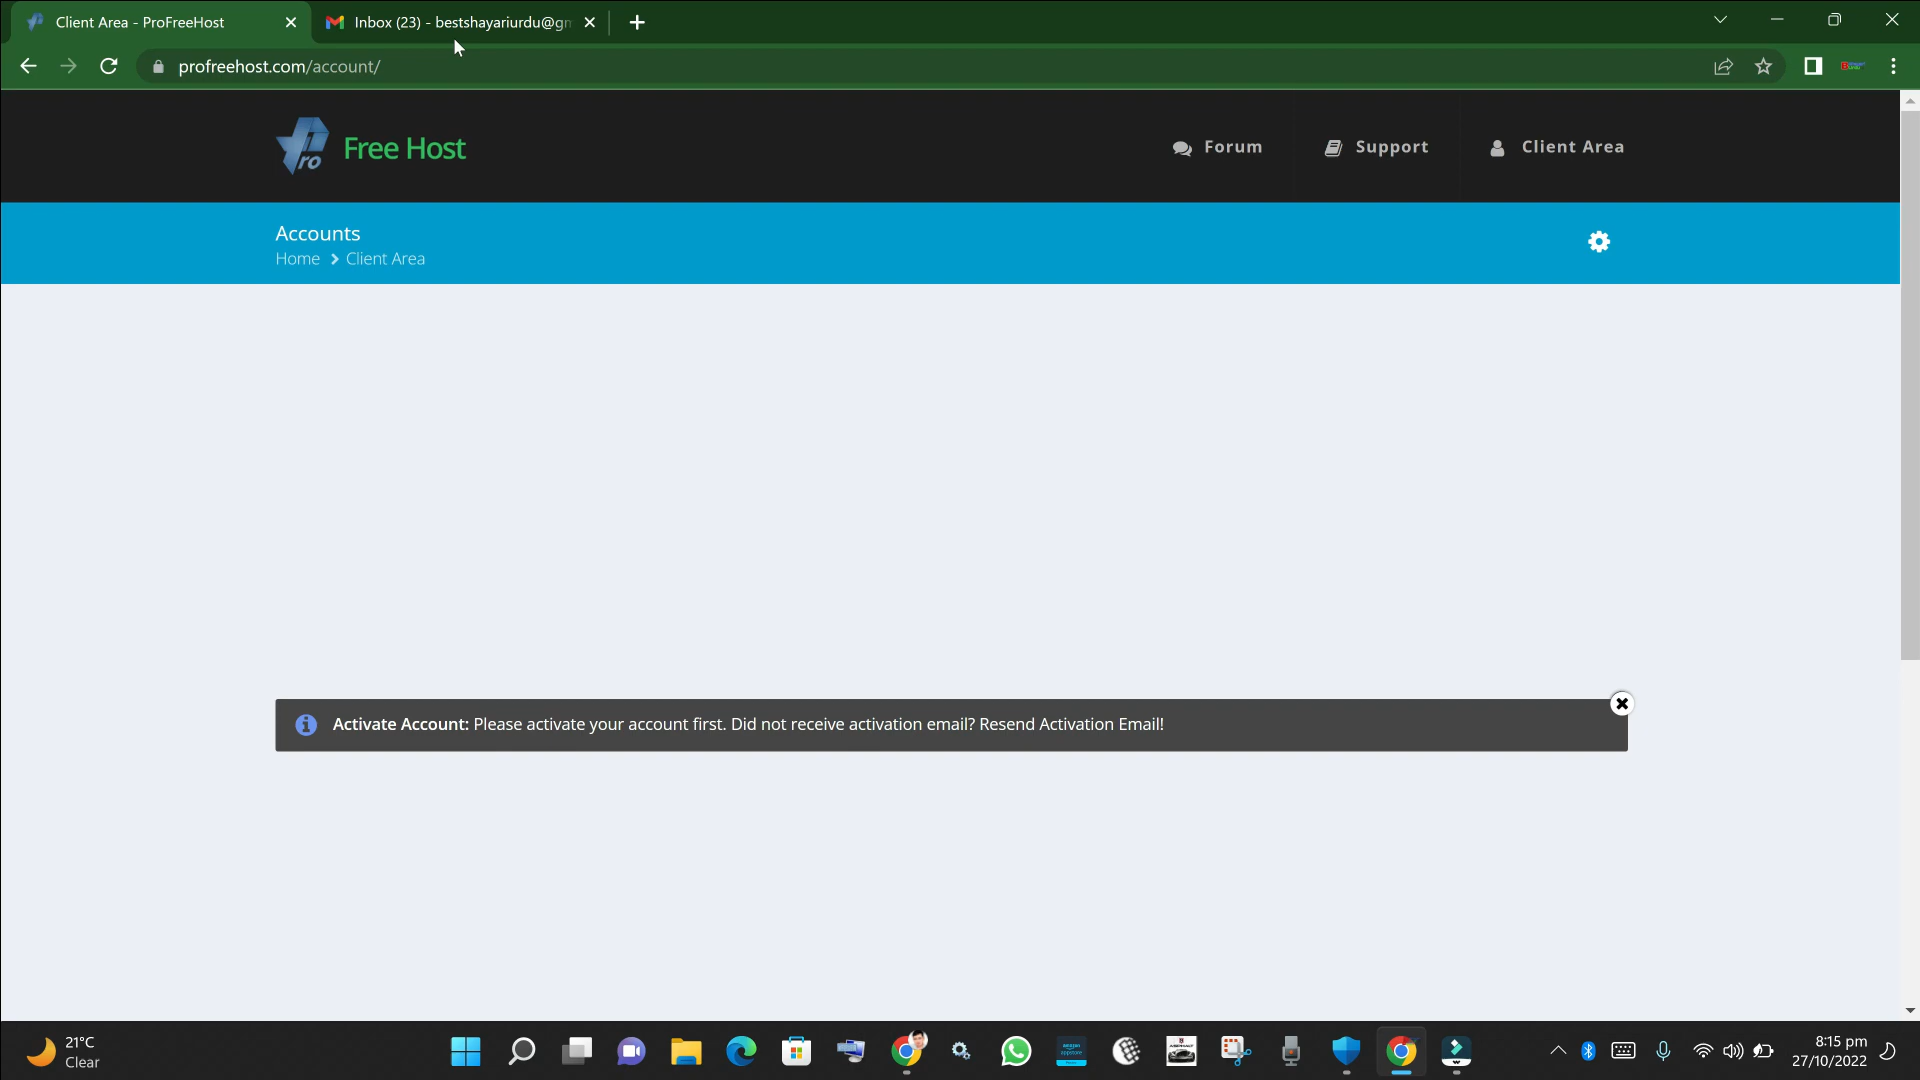 Client Area - ProFreeHost
Inbox (23) - bestshayariurdu@gm
profreehost.com/account/
ro Free Host
Forum
Support
Client Area
Accounts
Home > Client Area
Activate Account: Please activate your account first. Did not receive activation email? Resend Activation Email!
21°C
Clear
8:15 pm
27/10/2022